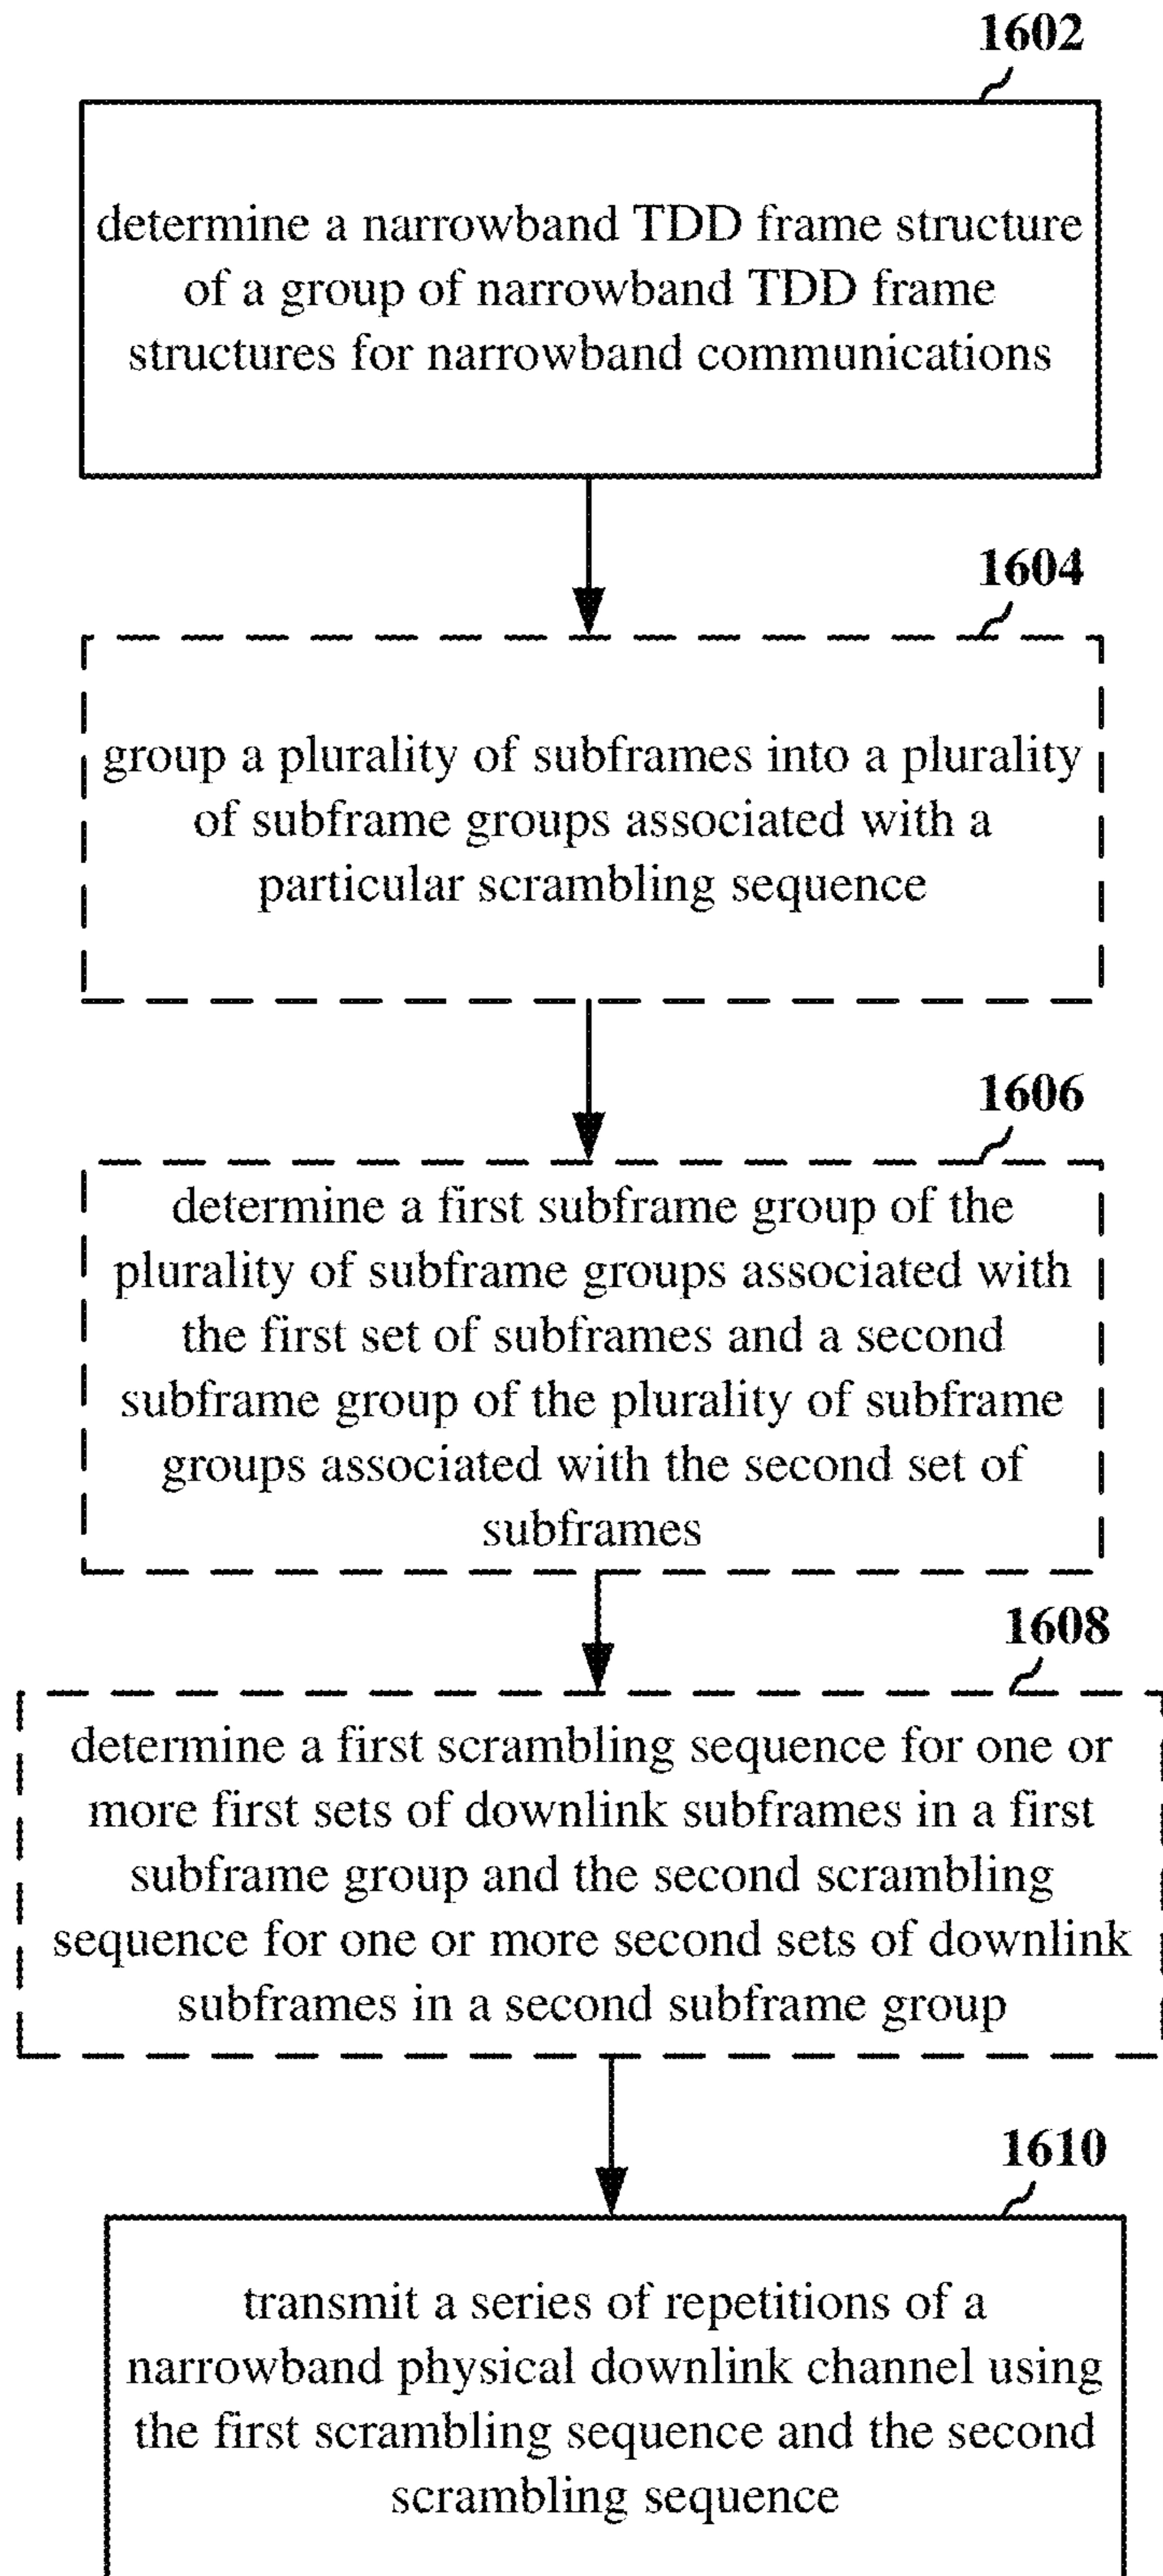 1602
determine a narrowband TDD frame structure
of a group of narrowband TDD frame
structures for narrowband communications
1604
group a plurality of subframes into a plurality
of subframe groups associated with a
particular scrambling sequence
1606
determine a first subframe group of the
plurality of subframe groups associated with
the first set of subframes and a second
subframe group of the plurality of subframe
groups associated with the second set of
subframes
1608
determine a first scrambling sequence for one or
more first sets of downlink subframes in a first
subframe group and the second scrambling
sequence for one or more second sets of downlink
subframes in a second subframe group
1610
transmit a series of repetitions of a
narrowband physical downlink channel using
the first scrambling sequence and the second
scrambling sequence